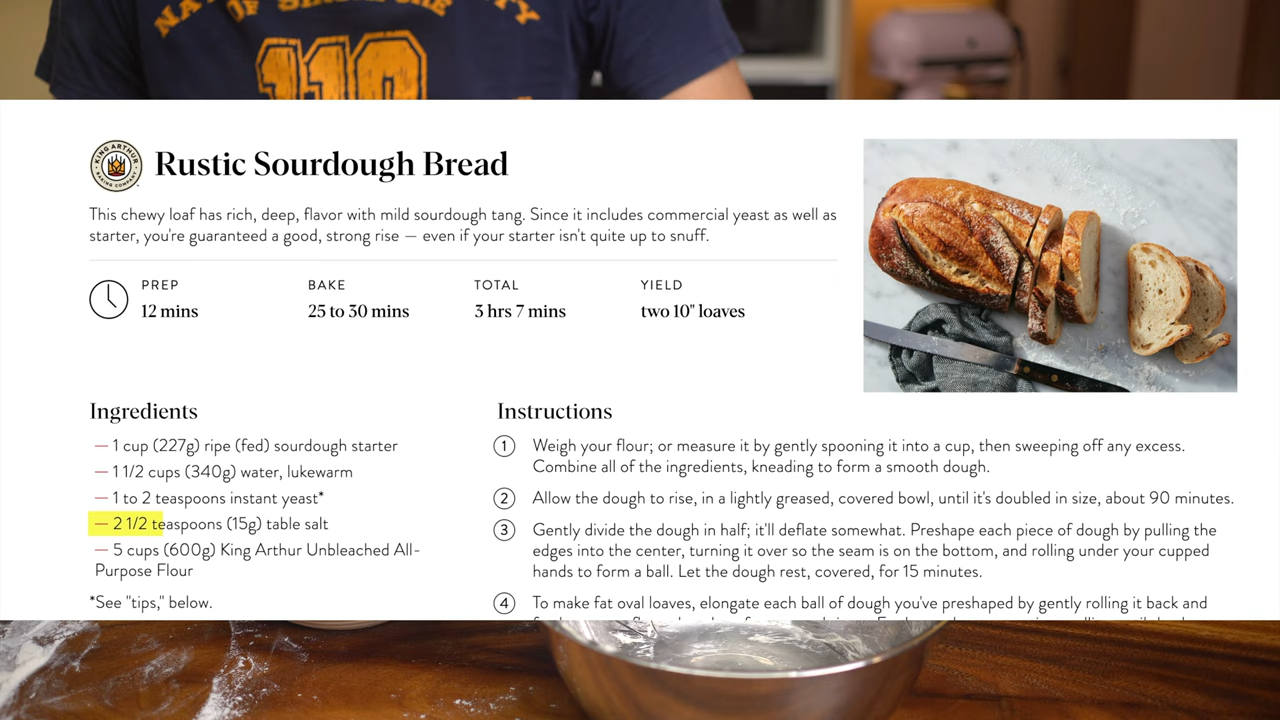 NATIONAL UNIVERSITY
OF SINGAPORE
110
KING ARTHUR
BAKING COMPANY
Rustic Sourdough Bread
This chewy loaf has rich, deep, flavor with mild sourdough tang. Since it includes commercial yeast as well as
starter, you're guaranteed a good, strong rise — even if your starter isn't quite up to snuff.
PREP
12 mins
BAKE
25 to 30 mins
TOTAL
3 hrs 7 mins
YIELD
two 10" loaves
Ingredients
— 1 cup (227g) ripe (fed) sourdough starter
— 1 1/2 cups (340g) water, lukewarm
— 1 to 2 teaspoons instant yeast*
— 2 1/2 teaspoons (15g) table salt
— 5 cups (600g) King Arthur Unbleached All-
Purpose Flour
*See "tips," below.
Instructions
1 Weigh your flour; or measure it by gently spooning it into a cup, then sweeping off any excess.
Combine all of the ingredients, kneading to form a smooth dough.
2 Allow the dough to rise, in a lightly greased, covered bowl, until it's doubled in size, about 90 minutes.
3 Gently divide the dough in half; it'll deflate somewhat. Preshape each piece of dough by pulling the
edges into the center, turning it over so the seam is on the bottom, and rolling under your cupped
hands to form a ball. Let the dough rest, covered, for 15 minutes.
4 To make fat oval loaves, elongate each ball of dough you've preshaped by gently rolling it back and